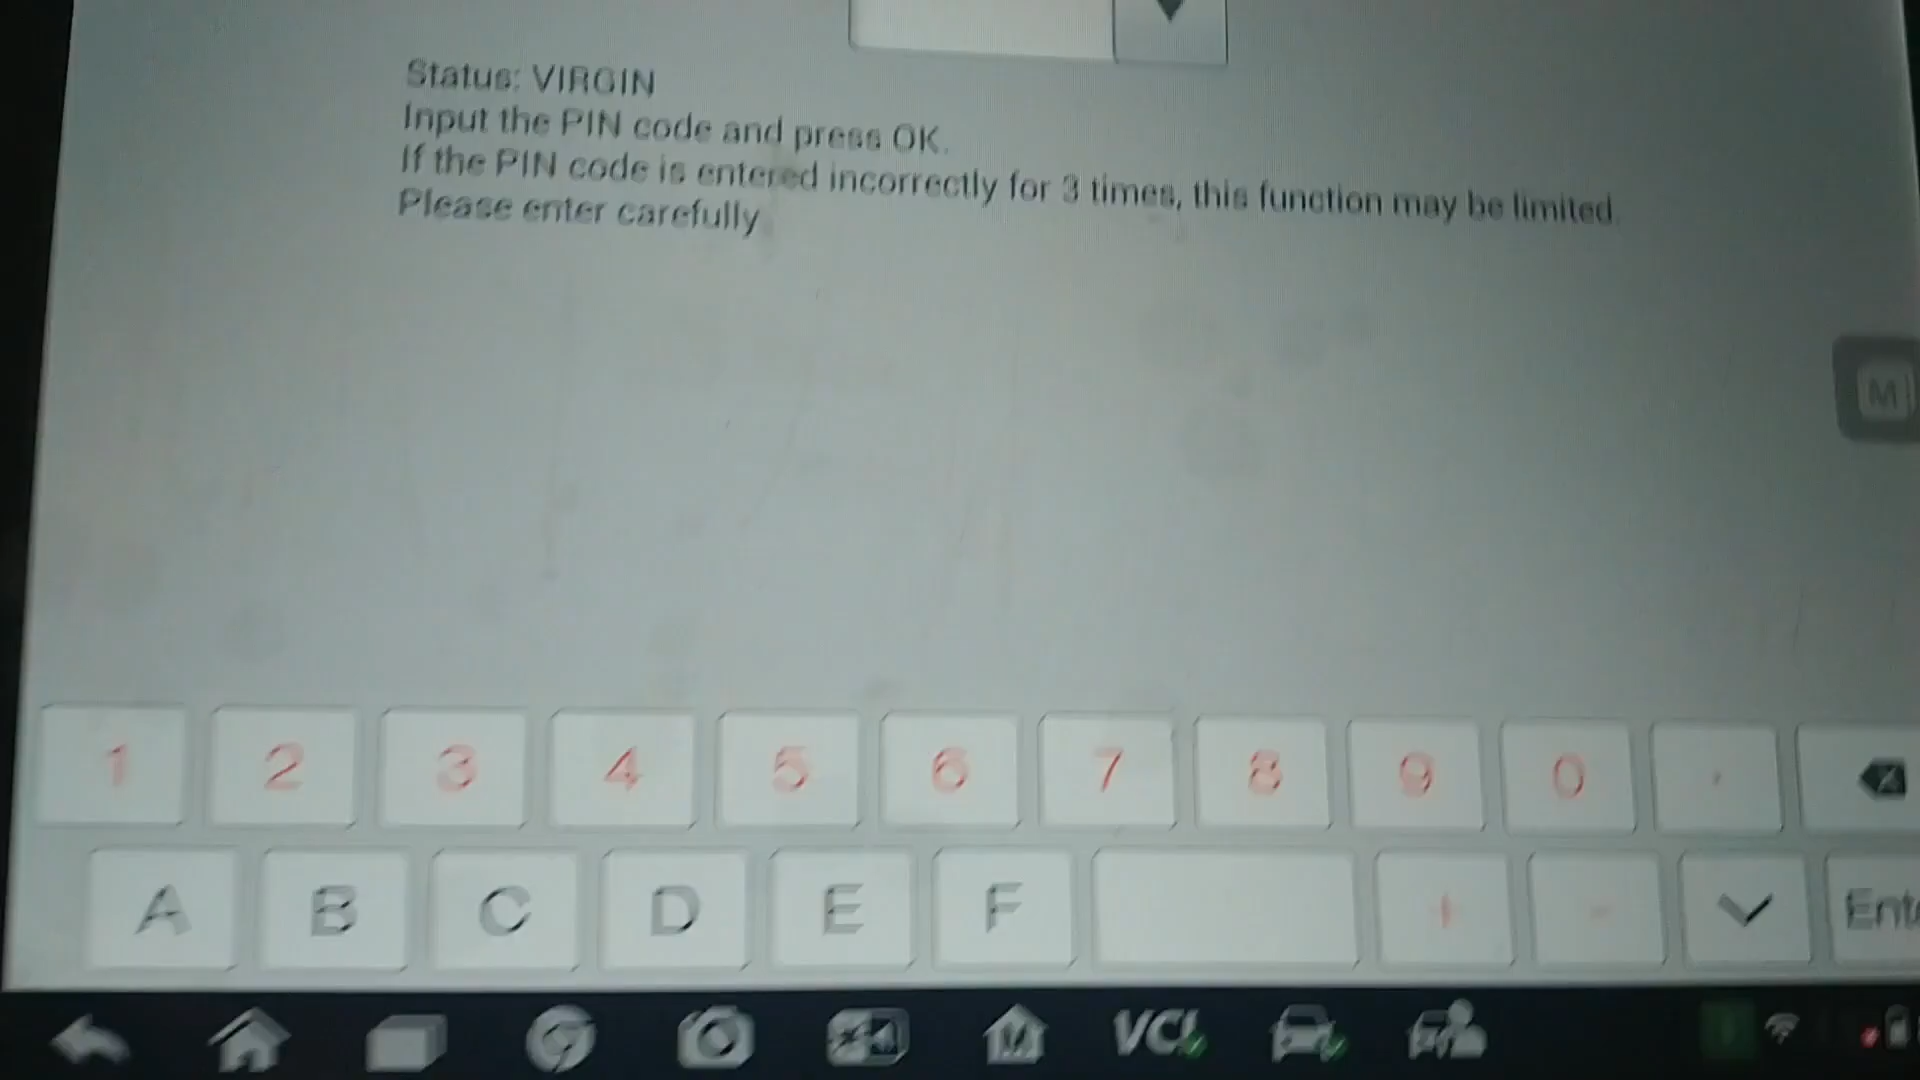 Status: VIRGIN
Input the PIN code and press OK.
If the PIN code is entered incorrectly for 3 times, this function may be limited.
Please enter carefully
M
1 2 3 4 5 6 7 8 9 0 .
A B C D E F + -
VCI